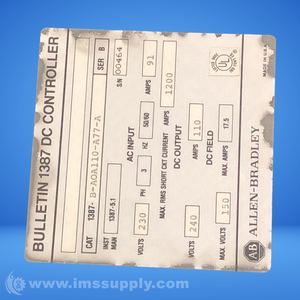 BULLETIN 1387 DC CONTROLLER
CAT 1387- B-AOA110-A77-A SER B
INST MAN 1387-5.1 S/N 00464
AC INPUT
VOLTS 230 PH 3 HZ 50/60 AMPS 91
MAX. RMS SHORT CKT CURRENT 1200
DC OUTPUT
VOLTS 240 AMPS 110
DC FIELD
MAX. VOLTS 150 MAX. AMPS 17.5
AB ALLEN-BRADLEY
UL
MADE IN U.S.A.
© www.imssupply.com